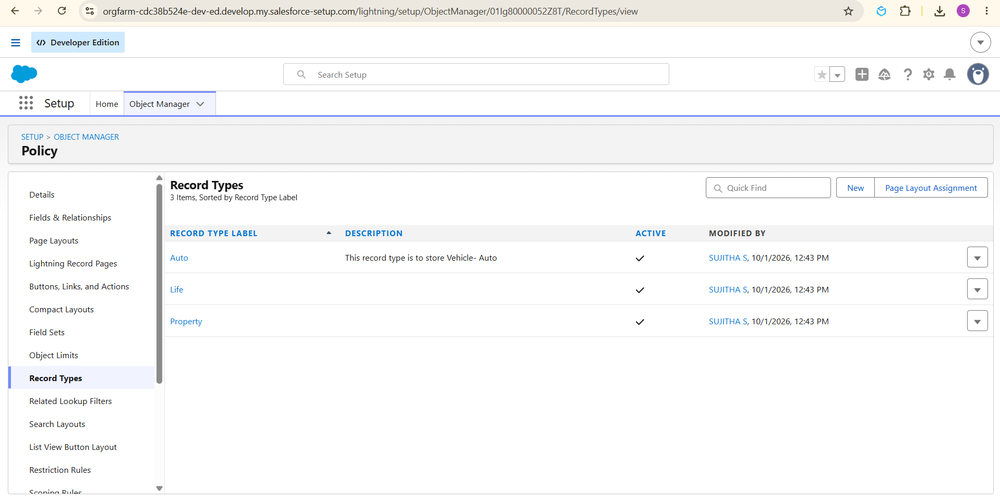 orgfarm-cdc38b524e-dev-ed.develop.my.salesforce-setup.com/lightning/setup/ObjectManager/01Ig80000052Z8T/RecordTypes/view
S
Developer Edition
Search Setup
Setup
Home
Object Manager
SETUP > OBJECT MANAGER
Policy
Details
Fields & Relationships
Page Layouts
Lightning Record Pages
Buttons, Links, and Actions
Compact Layouts
Field Sets
Object Limits
Record Types
Related Lookup Filters
Search Layouts
List View Button Layout
Restriction Rules
Scoping Rules
Record Types
3 Items, Sorted by Record Type Label
Quick Find
New
Page Layout Assignment
RECORD TYPE LABEL DESCRIPTION ACTIVE MODIFIED BY
Auto This record type is to store Vehicle- Auto SUJITHA S, 10/1/2026, 12:43 PM
Life SUJITHA S, 10/1/2026, 12:43 PM
Property SUJITHA S, 10/1/2026, 12:43 PM